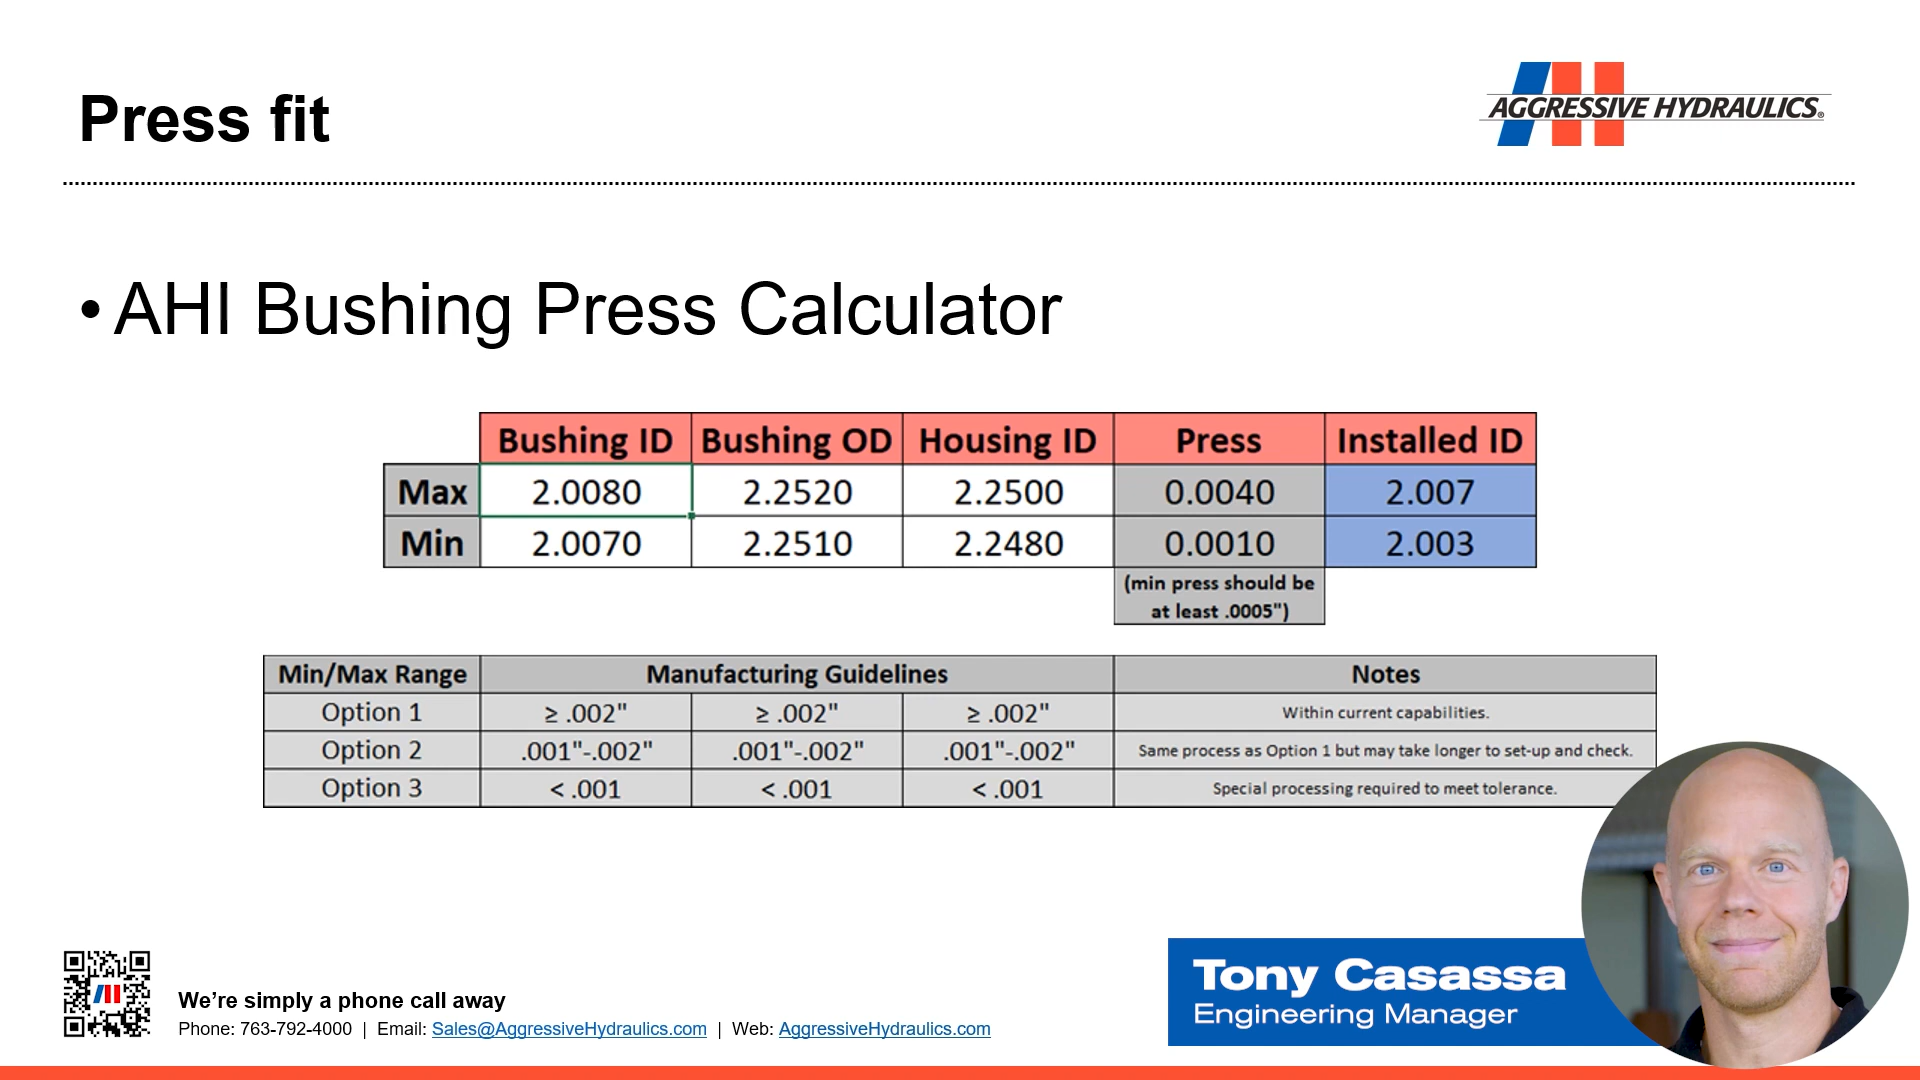 Press fit
AGGRESSIVE HYDRAULICS®
• AHI Bushing Press Calculator
Bushing ID Bushing OD Housing ID Press Installed ID
Max 2.0080 2.2520 2.2500 0.0040 2.007
Min 2.0070 2.2510 2.2480 0.0010 2.003
(min press should be
at least .0005")
Min/Max Range Manufacturing Guidelines Notes
Option 1 ≥ .002" ≥ .002" ≥ .002" Within current capabilities.
Option 2 .001"-.002" .001"-.002" .001"-.002" Same process as Option 1 but may take longer to set-up and check.
Option 3 < .001 < .001 < .001 Special processing required to meet tolerance.
We’re simply a phone call away
Phone: 763-792-4000 | Email: Sales@AggressiveHydraulics.com | Web: AggressiveHydraulics.com
Tony Casassa
Engineering Manager